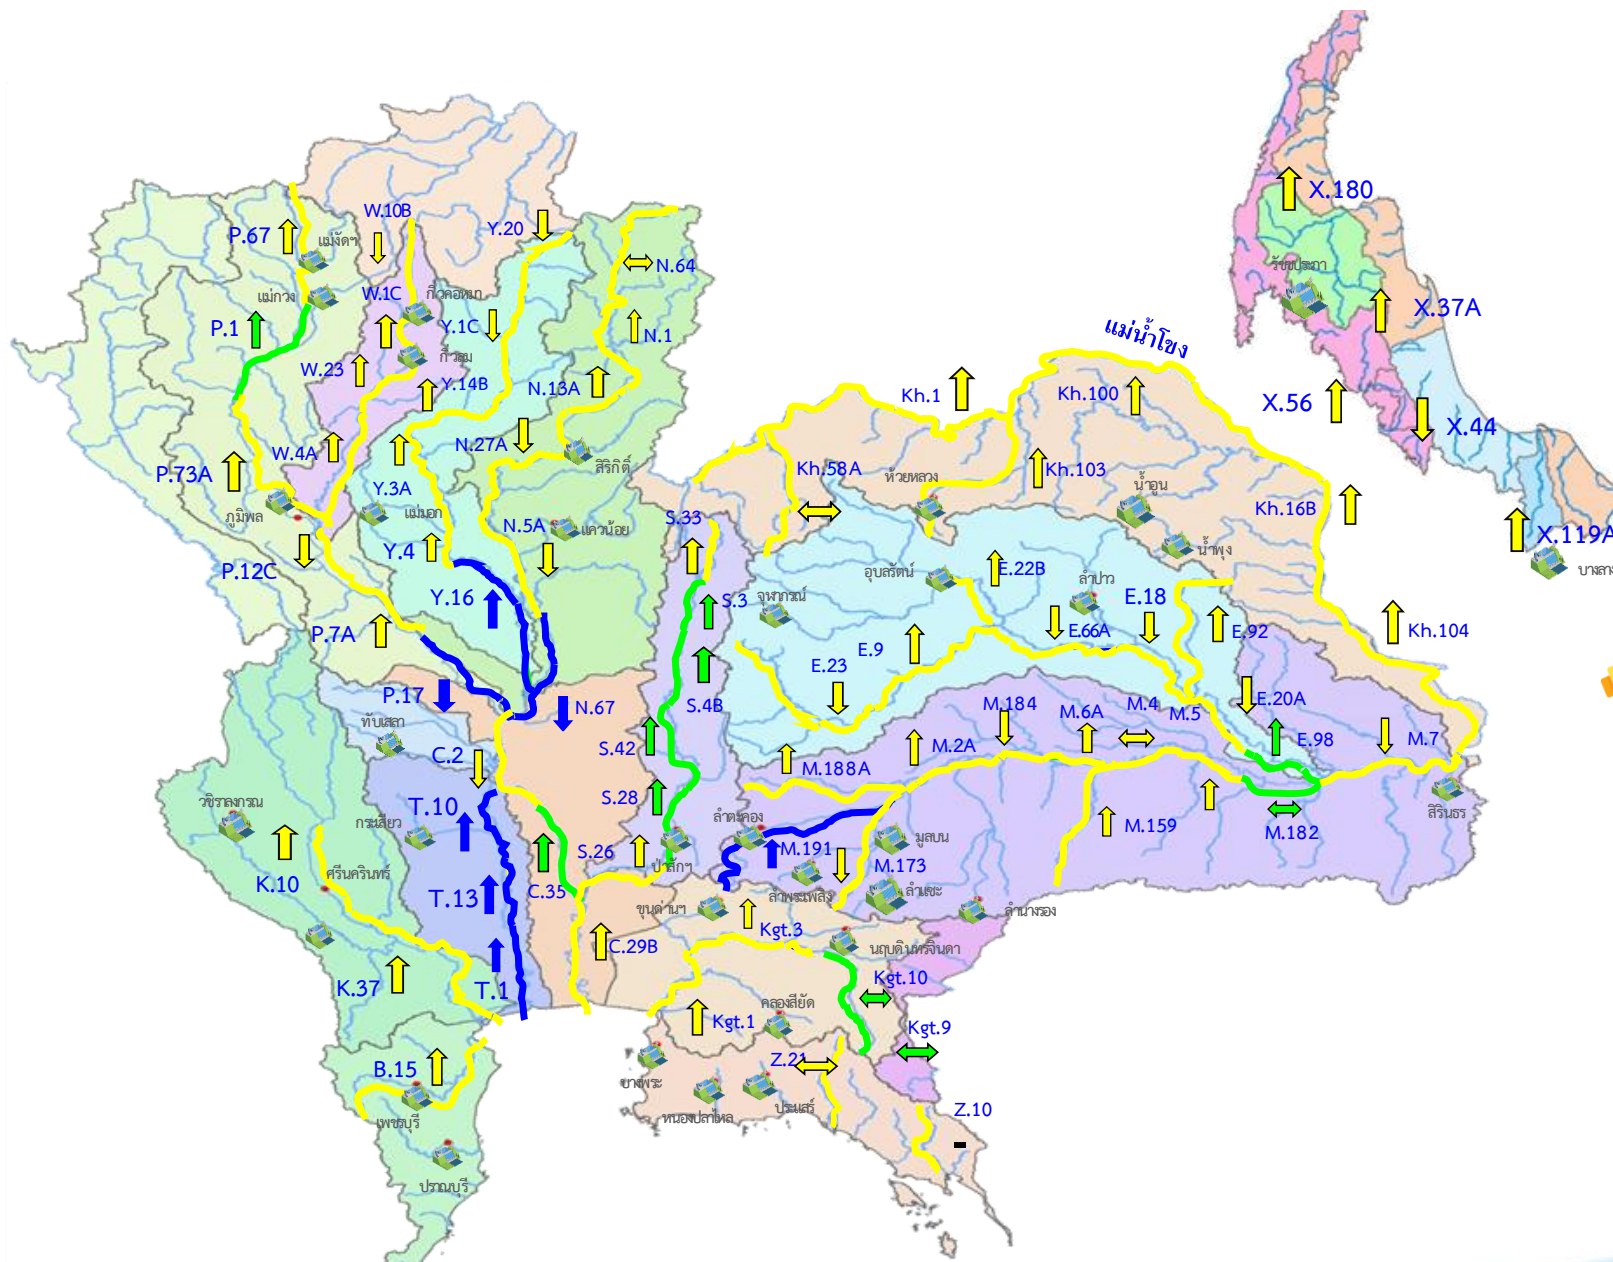 X.180
P.67
แม่งัดฯ
W.10B
Y.20
N.64
รัชชประภา
แม่กวง
W.1C
กิ่วคอหมา
X.37A
P.1
Y.1C
N.1
แม่น้ำโขง
กิ่วลม
W.23
Y.14B
N.13A
Kh.1
Kh.100
X.56
X.44
W.4A
N.27A
P.73A
สิริกิติ์
Kh.58A
ห้วยหลวง
Kh.103
น้ำอูน
Y.3A
แม่มอก
ภูมิพล
N.5A
แควน้อย
S.33
Kh.16B
X.119A
Y.4
น้ำพุง
บางลาง
P.12C
อุบลรัตน์
E.22B
ลำปาว
Y.16
จุฬาภรณ์
S.3
E.18
P.7A
E.9
E.66A
E.92
Kh.104
E.23
P.17
N.67
S.4B
M.184
M.6A
M.4
M.5
E.20A
ทับเสลา
C.2
S.42
M.188A
M.2A
E.98
M.7
T.10
S.28
วชิราลงกรณ
กระเสียว
ลำตะคอง
มูลบน
M.159
M.182
สิรินธร
S.26
ป่าสักฯ
M.191
M.173
K.10
ศรีนครินทร์
T.13
C.35
ขุนด่านฯ
ลำพระเพลิง
ลำแชะ
ลำนางรอง
C.29B
Kgt.3
นฤบดินทรจินดา
K.37
T.1
Kgt.10
คลองสียัด
Kgt.1
Kgt.9
B.15
บางพระ
Z.21
หนองปลาไหล
ประแสร์
Z.10
เพชรบุรี
ปราณบุรี